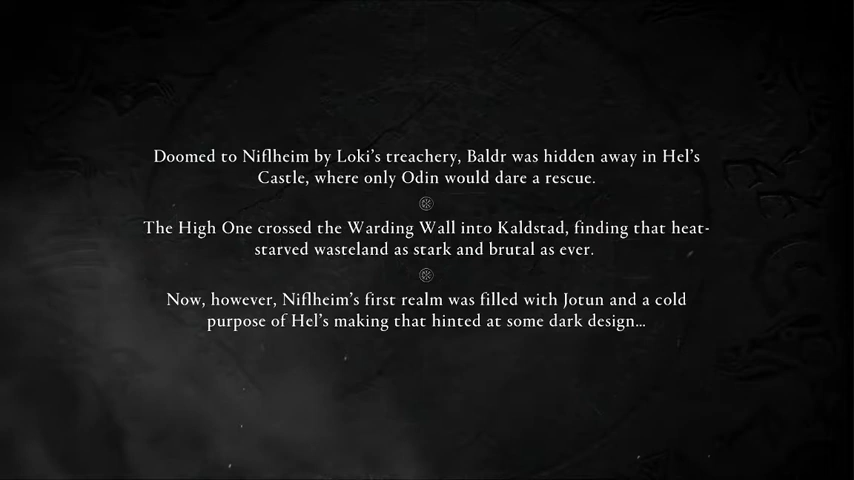 Doomed to Niflheim by Loki's treachery, Baldr was hidden away in Hel's
Castle, where only Odin would dare a rescue.
The High One crossed the Warding Wall into Kaldstad, finding that heat-
starved wasteland as stark and brutal as ever.
Now, however, Niflheim's first realm was filled with Jotun and a cold
purpose of Hel's making that hinted at some dark design...